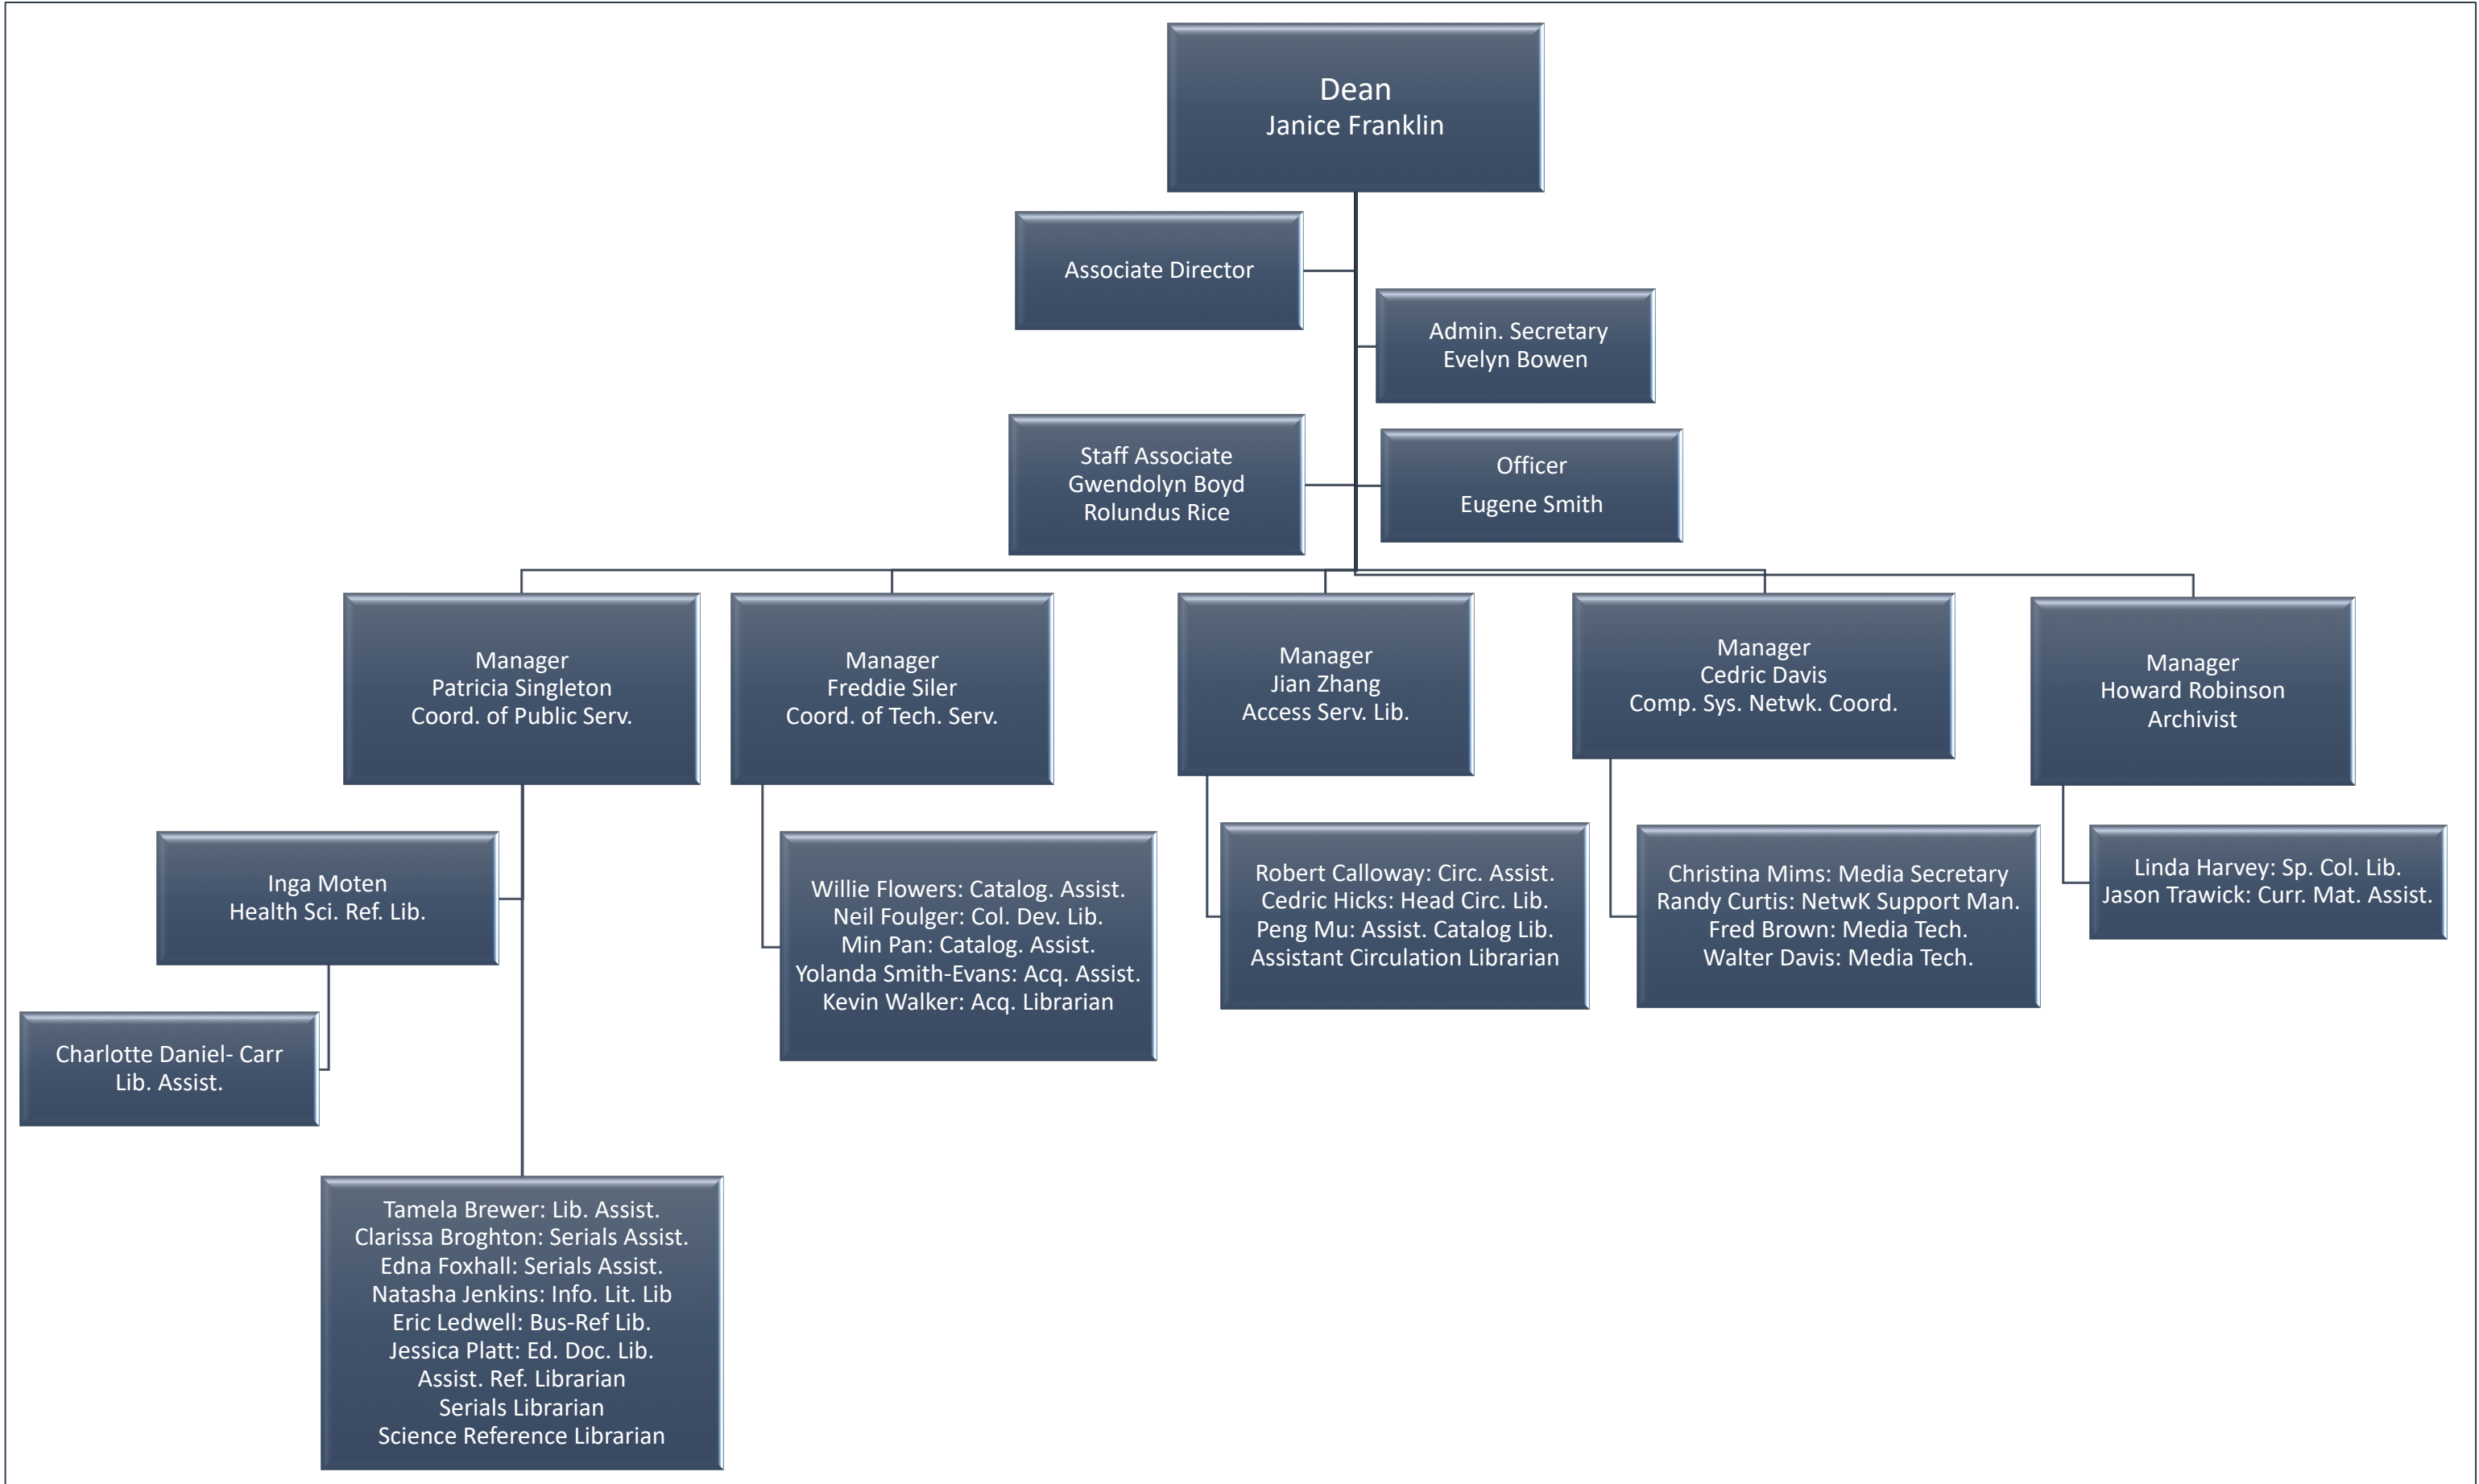 Dean
Janice Franklin
Associate Director
Admin. Secretary
Evelyn Bowen
Staff Associate
Gwendolyn Boyd
Rolundus Rice
Officer
Eugene Smith
Manager
Patricia Singleton
Coord. of Public Serv.
Manager
Freddie Siler
Coord. of Tech. Serv.
Manager
Jian Zhang
Access Serv. Lib.
Manager
Cedric Davis
Comp. Sys. Netwk. Coord.
Manager
Howard Robinson
Archivist
Inga Moten
Health Sci. Ref. Lib.
Willie Flowers: Catalog. Assist.
Neil Foulger: Col. Dev. Lib.
Min Pan: Catalog. Assist.
Yolanda Smith-Evans: Acq. Assist.
Kevin Walker: Acq. Librarian
Robert Calloway: Circ. Assist.
Cedric Hicks: Head Circ. Lib.
Peng Mu: Assist. Catalog Lib.
Assistant Circulation Librarian
Christina Mims: Media Secretary
Randy Curtis: NetwK Support Man.
Fred Brown: Media Tech.
Walter Davis: Media Tech.
Linda Harvey: Sp. Col. Lib.
Jason Trawick: Curr. Mat. Assist.
Charlotte Daniel- Carr
Lib. Assist.
Tamela Brewer: Lib. Assist.
Clarissa Broghton: Serials Assist.
Edna Foxhall: Serials Assist.
Natasha Jenkins: Info. Lit. Lib
Eric Ledwell: Bus-Ref Lib.
Jessica Platt: Ed. Doc. Lib.
Assist. Ref. Librarian
Serials Librarian
Science Reference Librarian